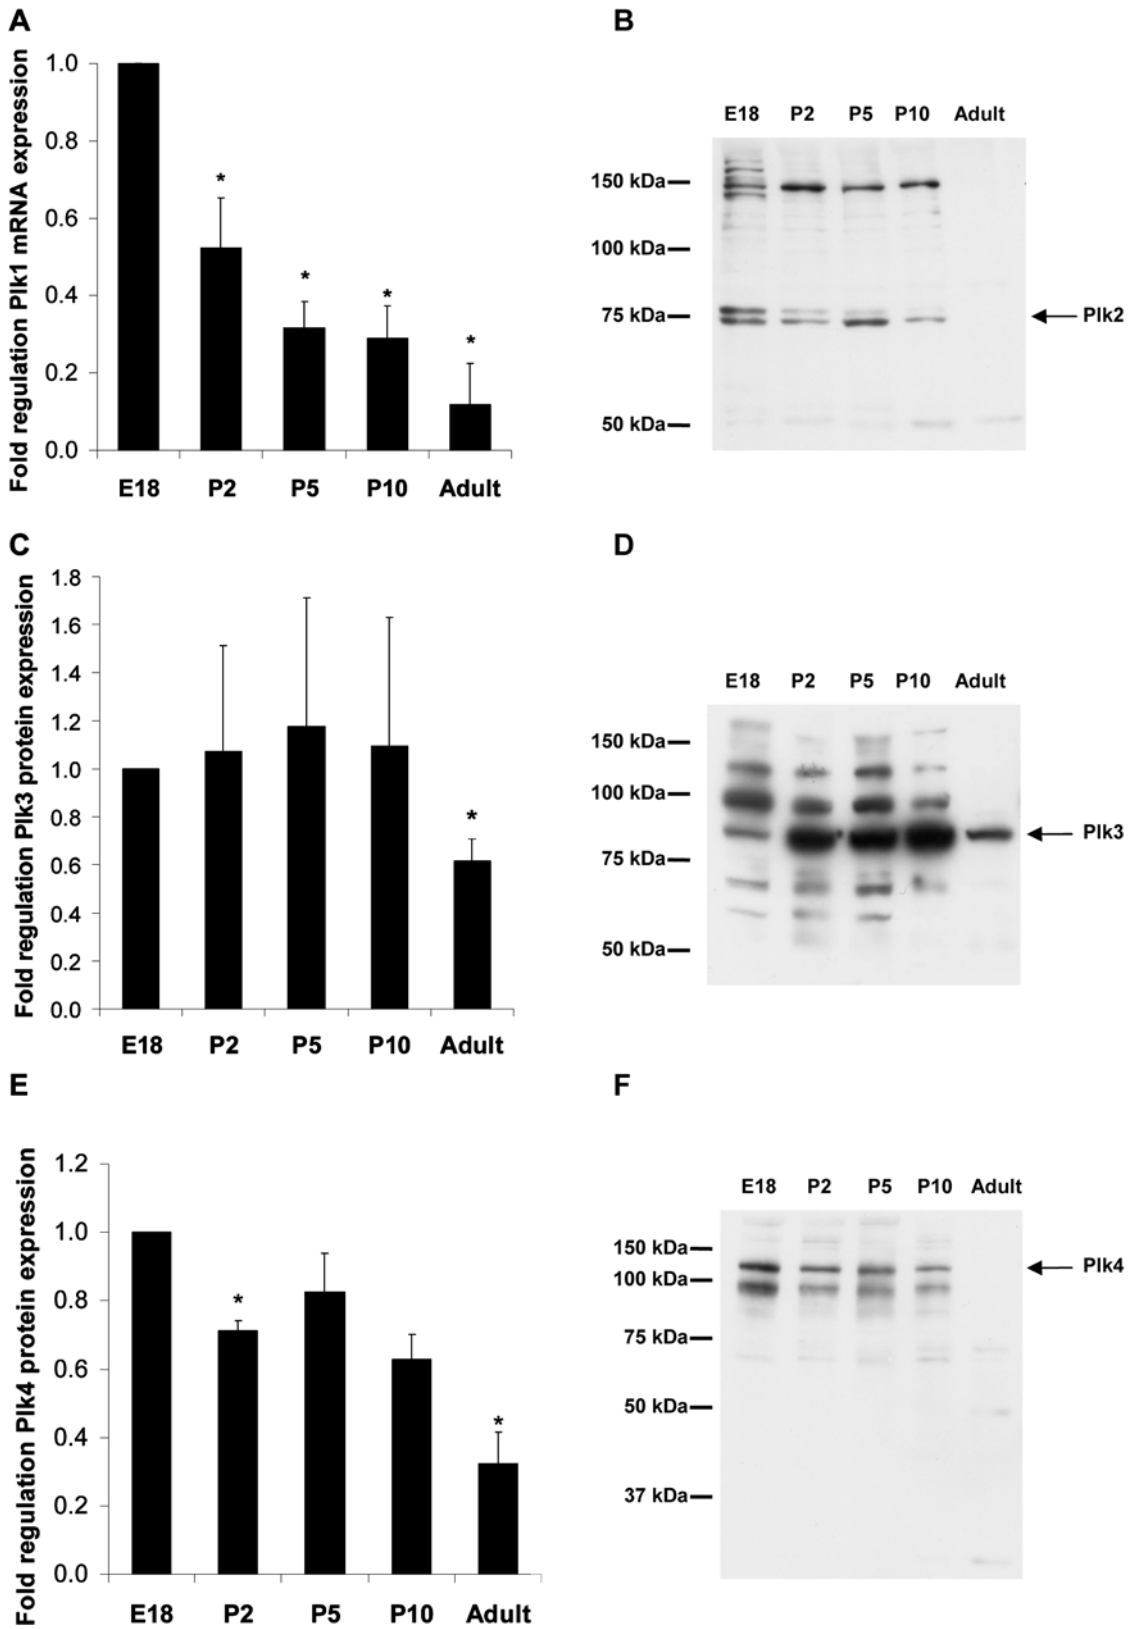 A
Fold regulation Plk1 mRNA expression
1.0
0.8
0.6
0.4
0.2
0.0
*
*
*
*
E18 P2 P5 P10 Adult
B
E18 P2 P5 P10 Adult
150 kDa
100 kDa
75 kDa
50 kDa
Plk2
C
Fold regulation Plk3 protein expression
1.8
1.6
1.4
1.2
1.0
0.8
0.6
0.4
0.2
0.0
*
E18 P2 P5 P10 Adult
D
E18 P2 P5 P10 Adult
150 kDa
100 kDa
75 kDa
50 kDa
Plk3
E
Fold regulation Plk4 protein expression
1.2
1.0
0.8
0.6
0.4
0.2
0.0
*
*
E18 P2 P5 P10 Adult
F
E18 P2 P5 P10 Adult
150 kDa
100 kDa
75 kDa
50 kDa
37 kDa
Plk4